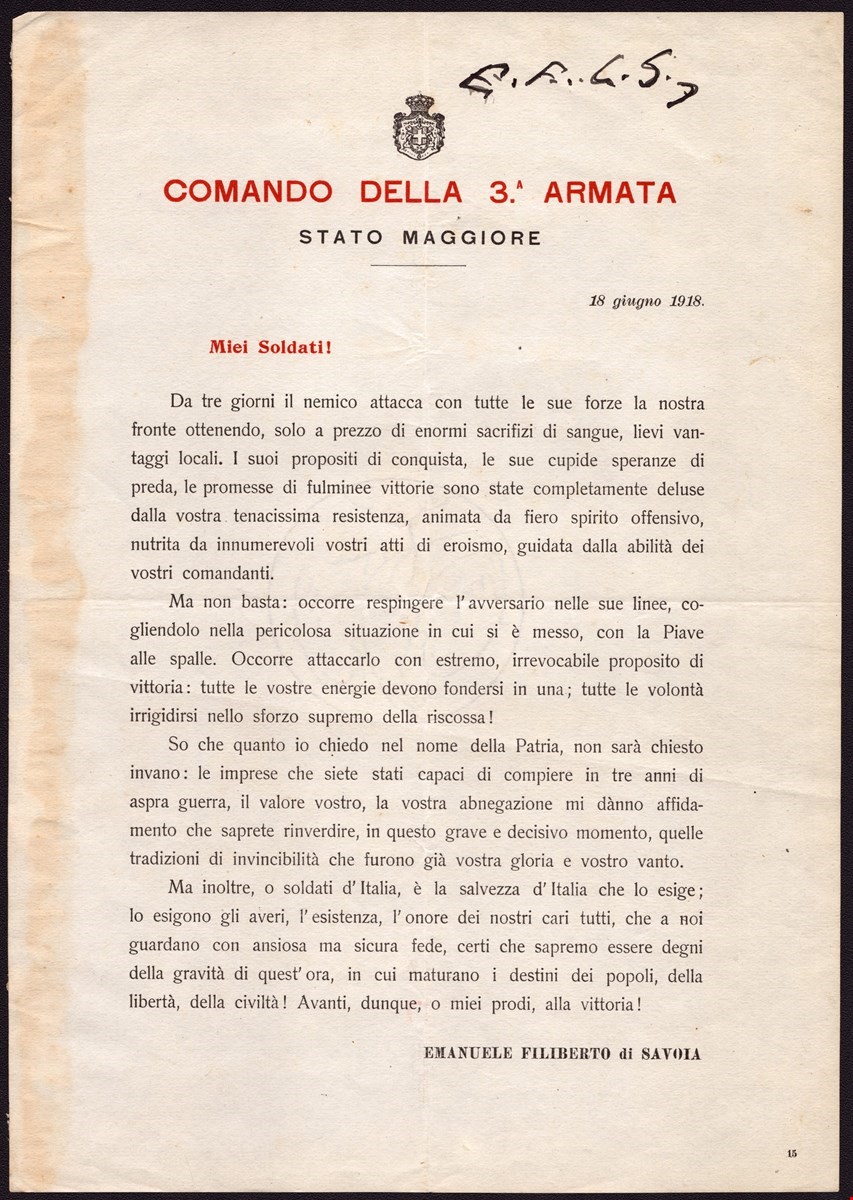 COMANDO DELLA 3.ᴬ ARMATA
STATO MAGGIORE
18 giugno 1918.
Miei Soldati!
Da tre giorni il nemico attacca con tutte le sue forze la nostra
fronte ottenendo, solo a prezzo di enormi sacrifizi di sangue, lievi van-
taggi locali. I suoi propositi di conquista, le sue cupide speranze di
preda, le promesse di fulminee vittorie sono state completamente deluse
dalla vostra tenacissima resistenza, animata da fiero spirito offensivo,
nutrita da innumerevoli vostri atti di eroismo, guidata dalla abilità dei
vostri comandanti.
Ma non basta: occorre respingere l'avversario nelle sue linee, co-
gliendolo nella pericolosa situazione in cui si è messo, con la Piave
alle spalle. Occorre attaccarlo con estremo, irrevocabile proposito di
vittoria: tutte le vostre energie devono fondersi in una; tutte le volontà
irrigidirsi nello sforzo supremo della riscossa!
So che quanto io chiedo nel nome della Patria, non sarà chiesto
invano: le imprese che siete stati capaci di compiere in tre anni di
aspra guerra, il valore vostro, la vostra abnegazione mi dànno affida-
mento che saprete rinverdire, in questo grave e decisivo momento, quelle
tradizioni di invincibilità che furono già vostra gloria e vostro vanto.
Ma inoltre, o soldati d'Italia, è la salvezza d'Italia che lo esige;
lo esigono gli averi, l'esistenza, l'onore dei nostri cari tutti, che a noi
guardano con ansiosa ma sicura fede, certi che sapremo essere degni
della gravità di quest'ora, in cui maturano i destini dei popoli, della
libertà, della civiltà! Avanti, dunque, o miei prodi, alla vittoria!
EMANUELE FILIBERTO di SAVOIA
15